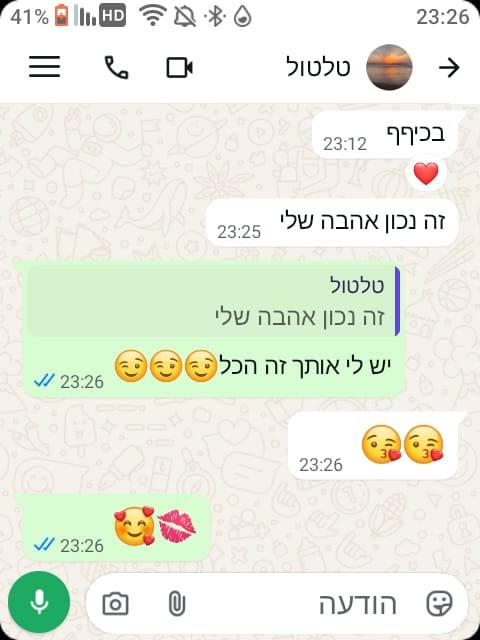 41% HD 23:26
טלטול
בכיףף
23:12
❤️
זה נכון אהבה שלי
23:25
טלטול
זה נכון אהבה שלי
יש לי אותך זה הכל😏😏😏
23:26
😘😘
23:26
💋🥰
23:26
הודעה